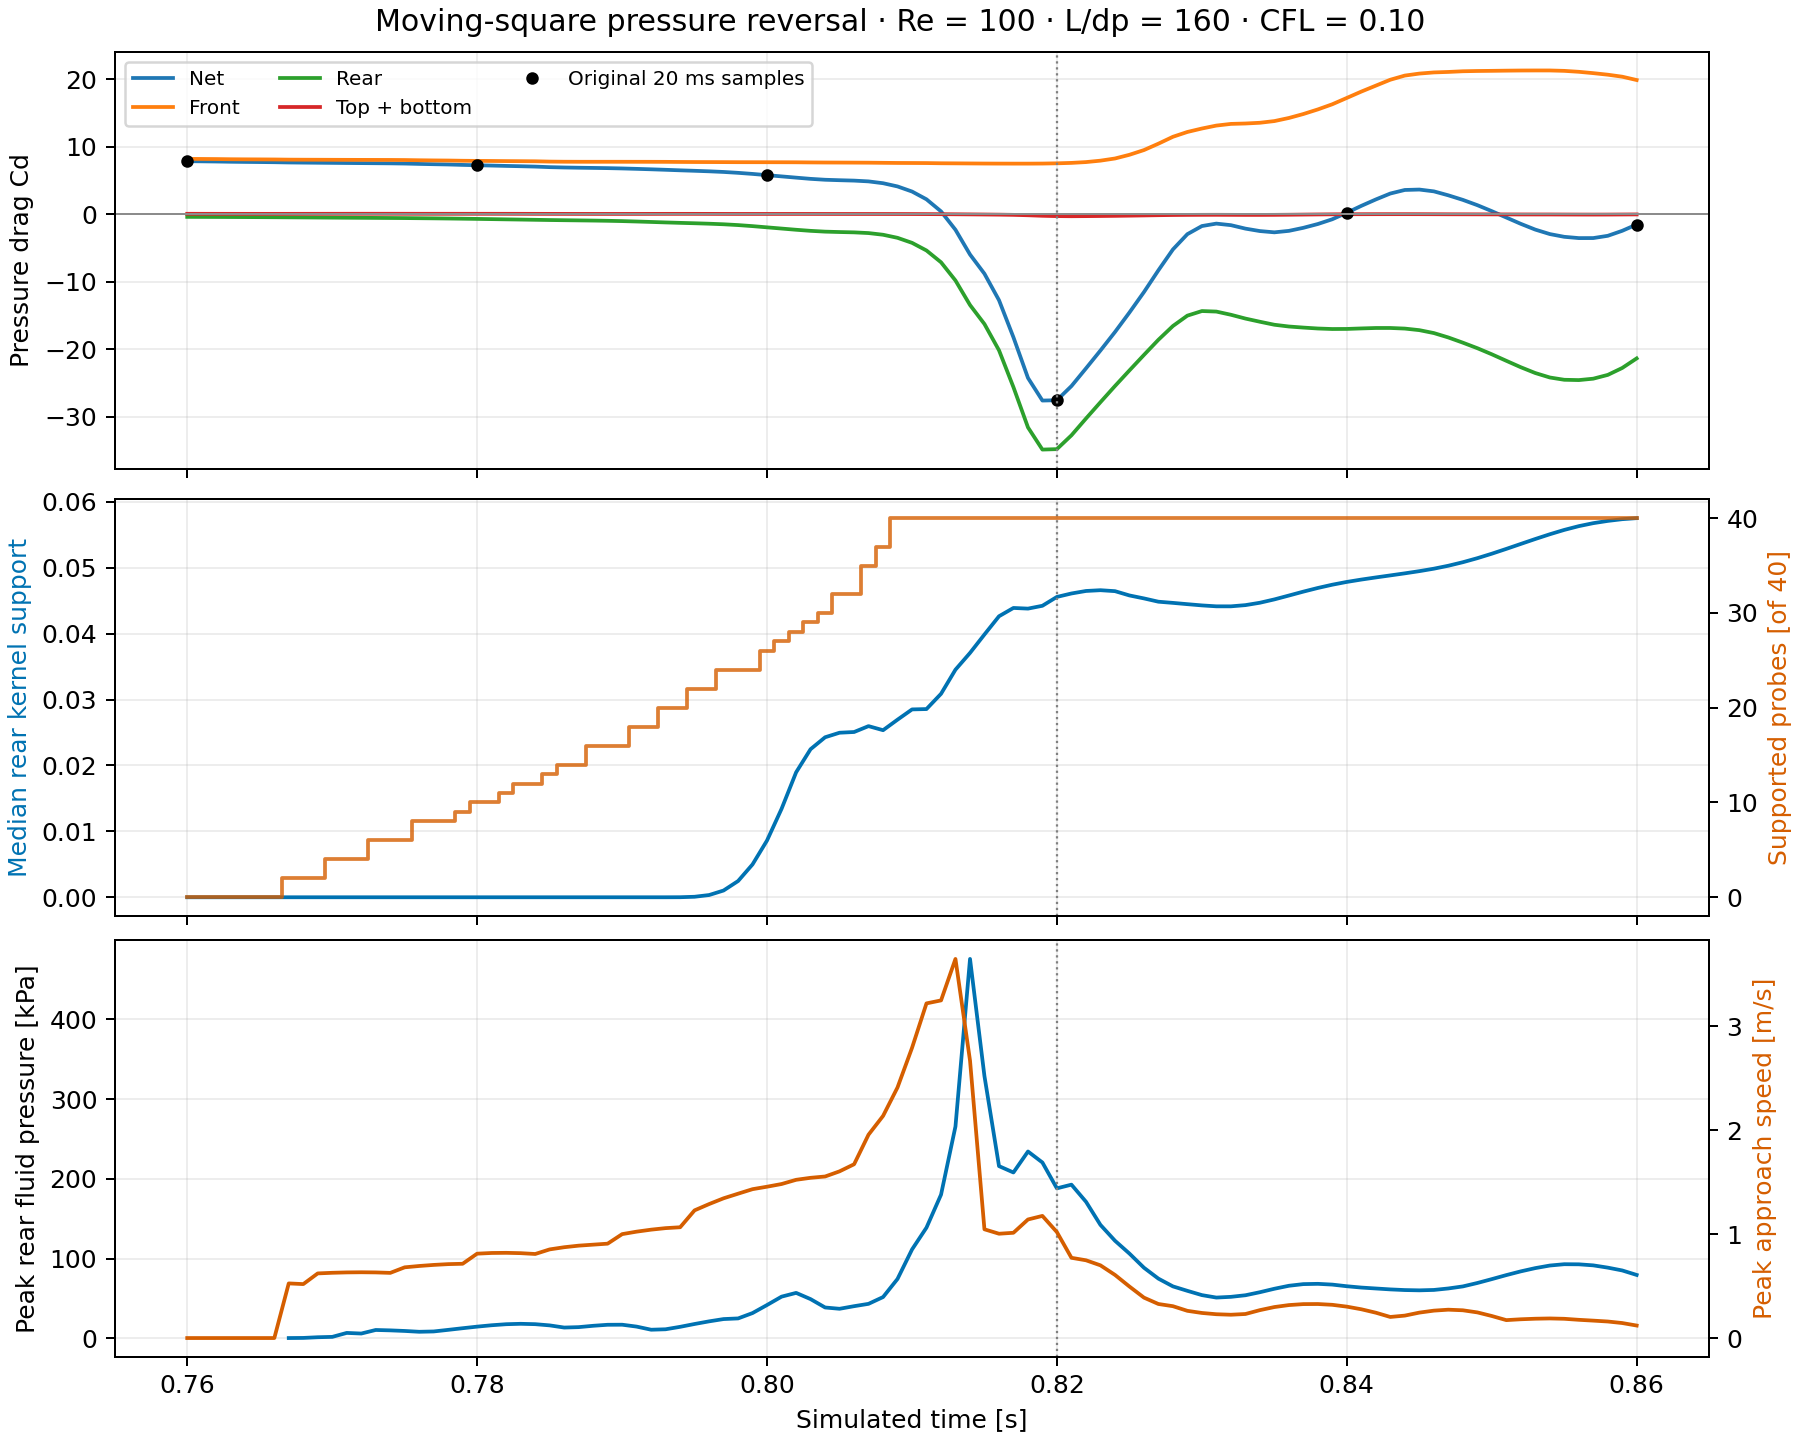 Moving-square pressure reversal · Re = 100 · L/dp = 160 · CFL = 0.10
Net
Front
Rear
Top + bottom
Original 20 ms samples
Pressure drag Cd
20
10
0
−10
−20
−30
Median rear kernel support
0.06
0.05
0.04
0.03
0.02
0.01
0.00
Supported probes [of 40]
40
30
20
10
0
Peak rear fluid pressure [kPa]
400
300
200
100
0
Peak approach speed [m/s]
3
2
1
0
0.76 0.78 0.80 0.82 0.84 0.86
Simulated time [s]